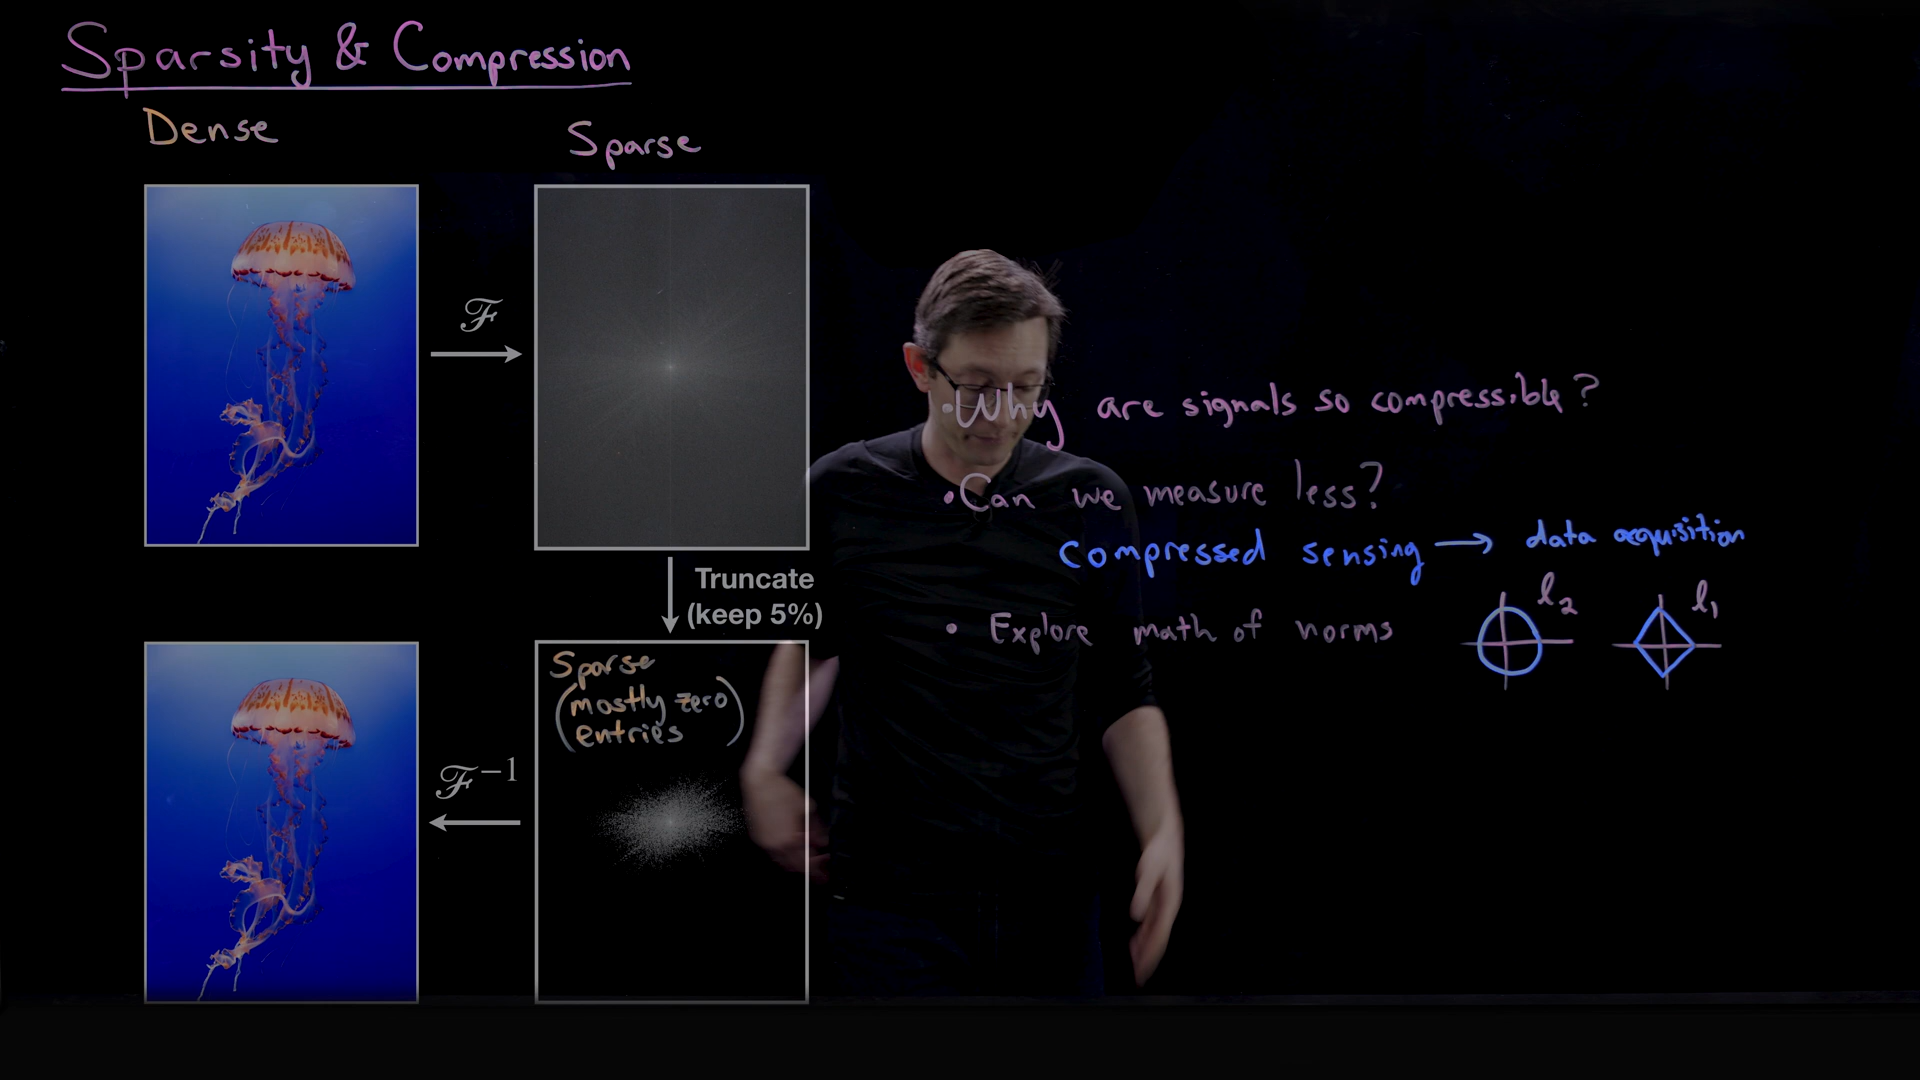 Sparsity & Compression
Dense
Sparse
ℱ
Truncate
(keep 5%)
Sparse
(mostly zero
entries)
ℱ⁻¹
• Why are signals so compressible?
• Can we measure less?
Compressed sensing → data acquisition
• Explore math of norms
l₂
l₁